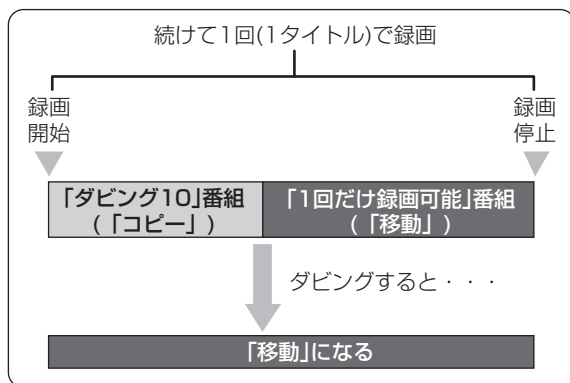 続けて1回(1タイトル)で録画
録画
開始
録画
停止
「ダビング10」番組
(「コピー」)
「1回だけ録画可能」番組
(「移動」)
ダビングすると・・・
「移動」になる